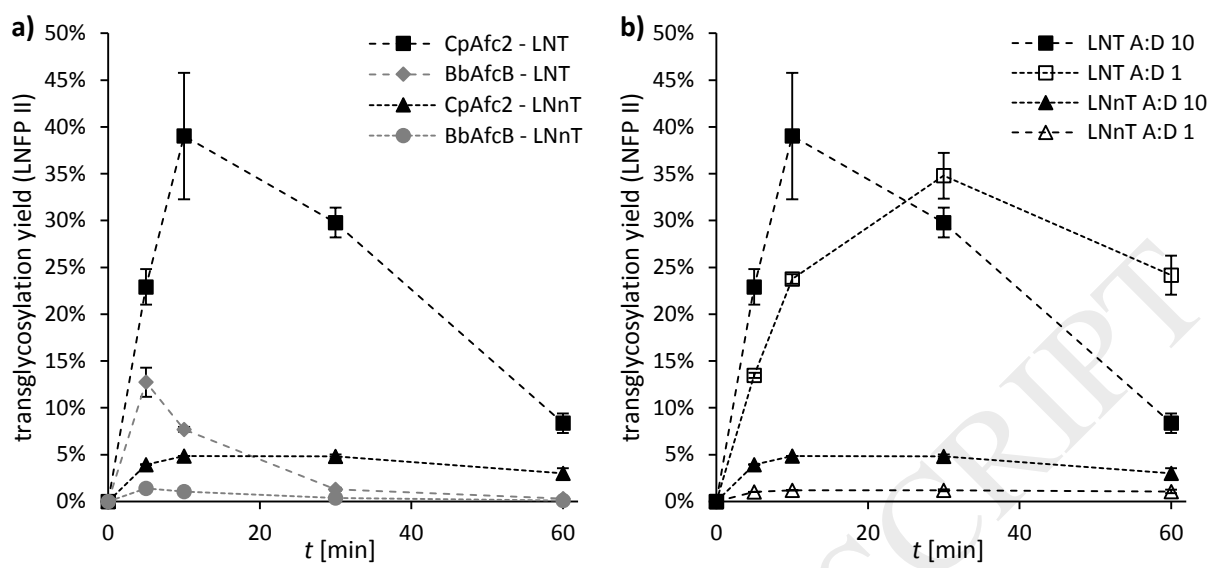 a)
transglycosylation yield (LNFP II)
50%
45%
40%
35%
30%
25%
20%
15%
10%
5%
0%
0
20
40
60
t [min]
CpAfc2 - LNT
BbAfcB - LNT
CpAfc2 - LNnT
BbAfcB - LNnT
b)
transglycosylation yield (LNFP II)
50%
45%
40%
35%
30%
25%
20%
15%
10%
5%
0%
0
20
40
60
t [min]
LNT A:D 10
LNT A:D 1
LNnT A:D 10
LNnT A:D 1
SCRIPT